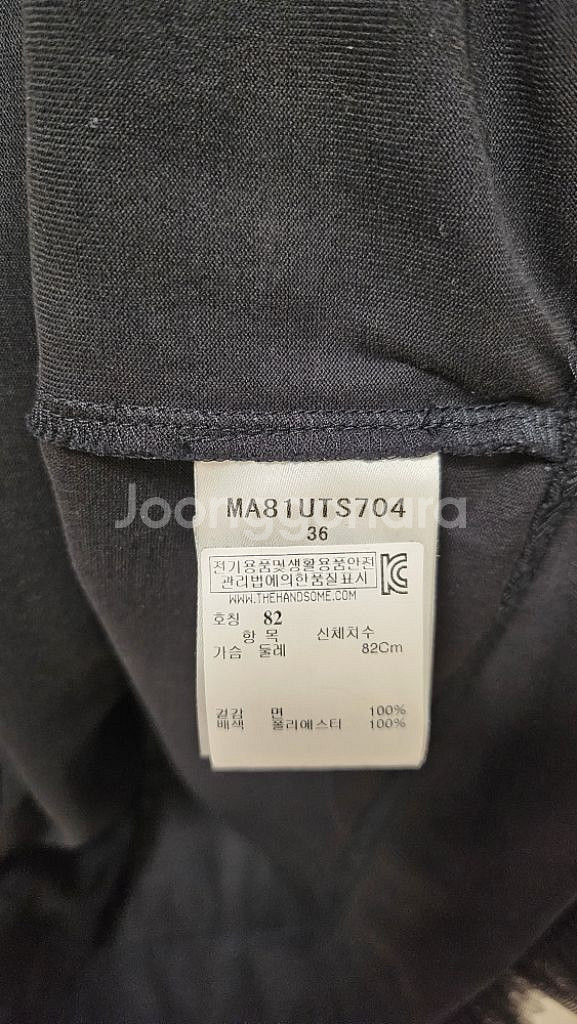 MA81UTS704
Joonggonara
36
전기용품및생활용품안전
관리법에의한품질표시
WWW.THEHANDSOME.COM
호칭 82
항 목 신체치수
가슴 둘레 82Cm
겉감 면 100%
배색 폴리에스터 100%